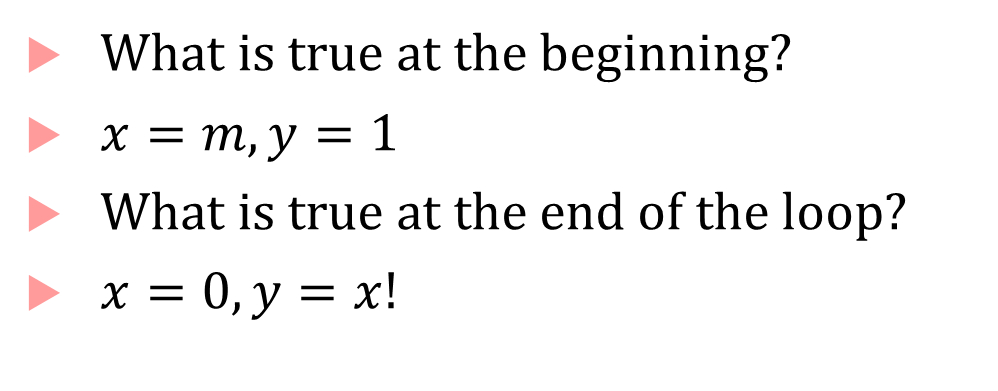 What is true at the beginning?
x = m, y = 1
What is true at the end of the loop?
x = 0, y = x!